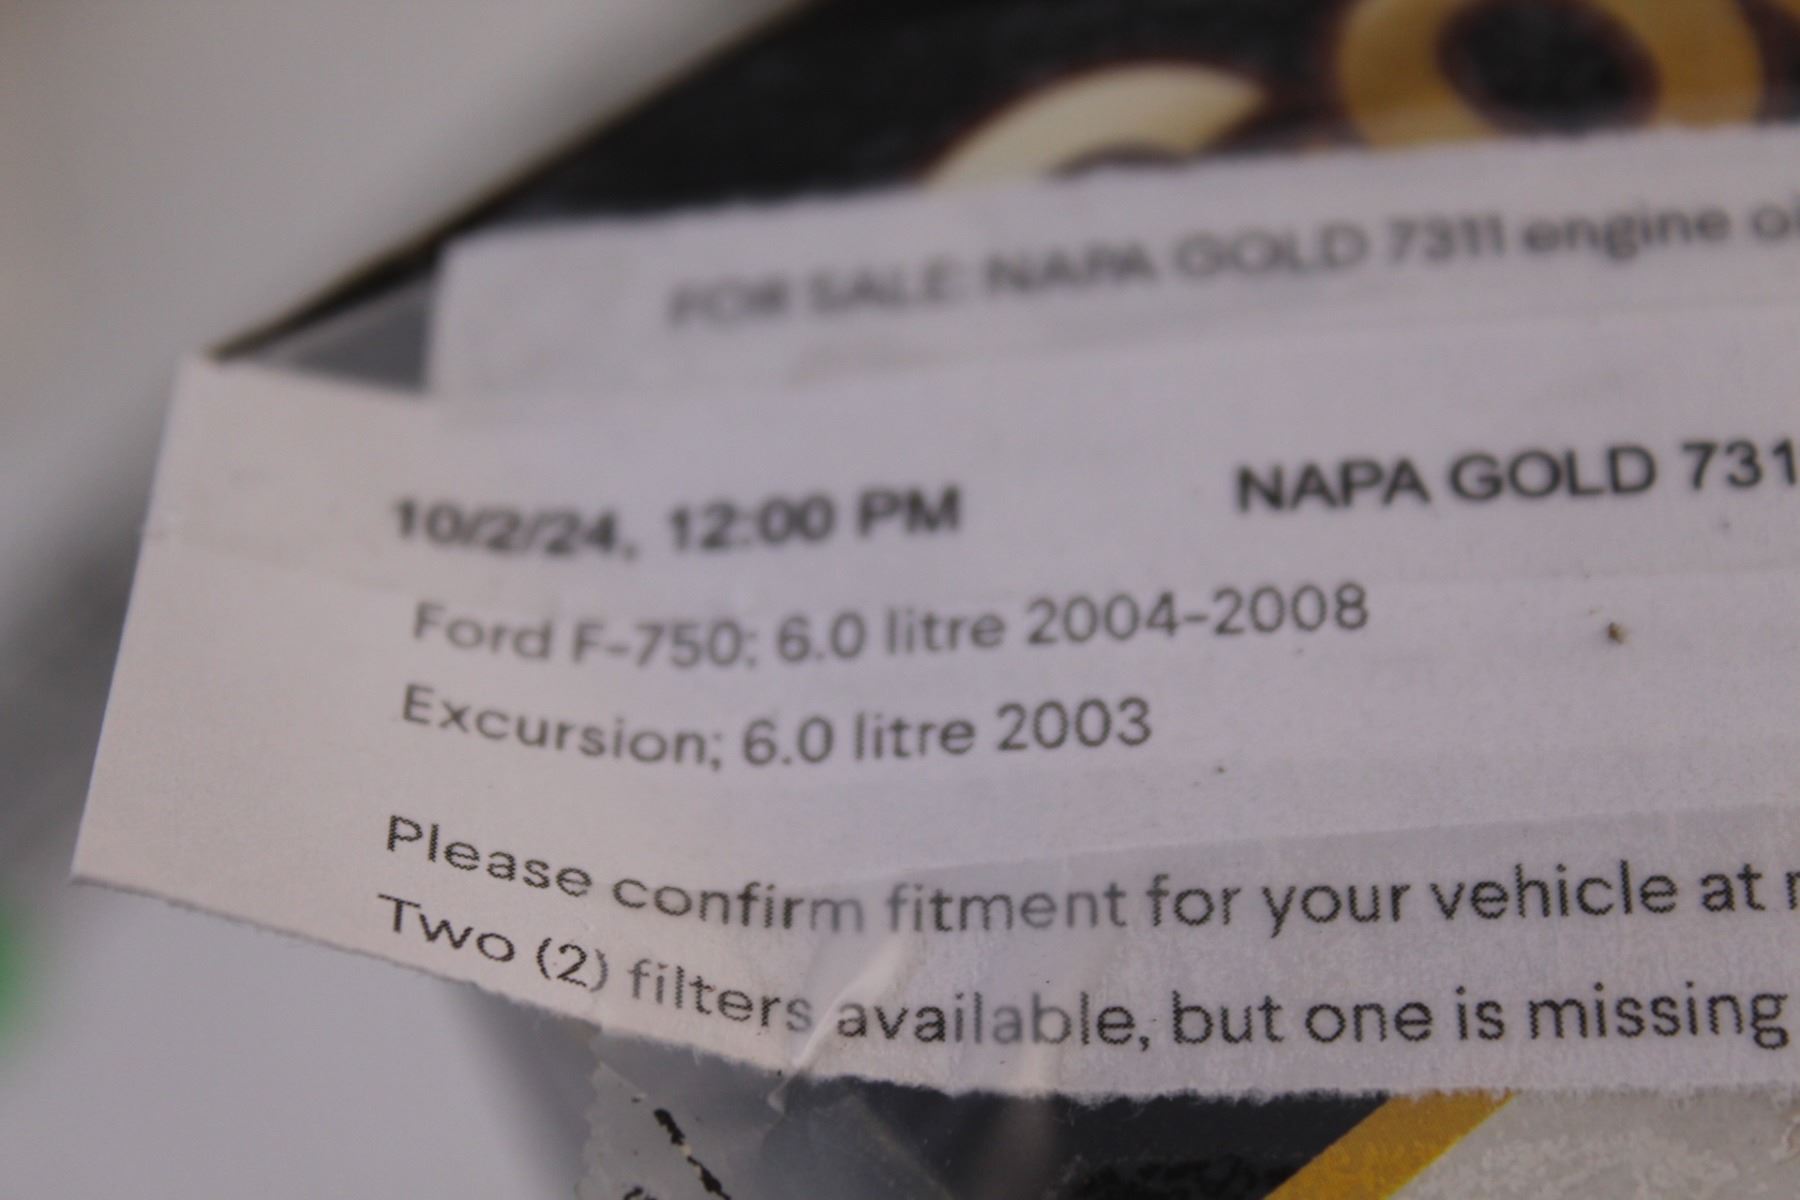 FOR SALE: NAPA GOLD 7311 engine oi
10/2/24, 12:00 PM NAPA GOLD 731
Ford F-750; 6.0 litre 2004-2008
Excursion; 6.0 litre 2003
Please confirm fitment for your vehicle at
Two (2) filters available, but one is missing